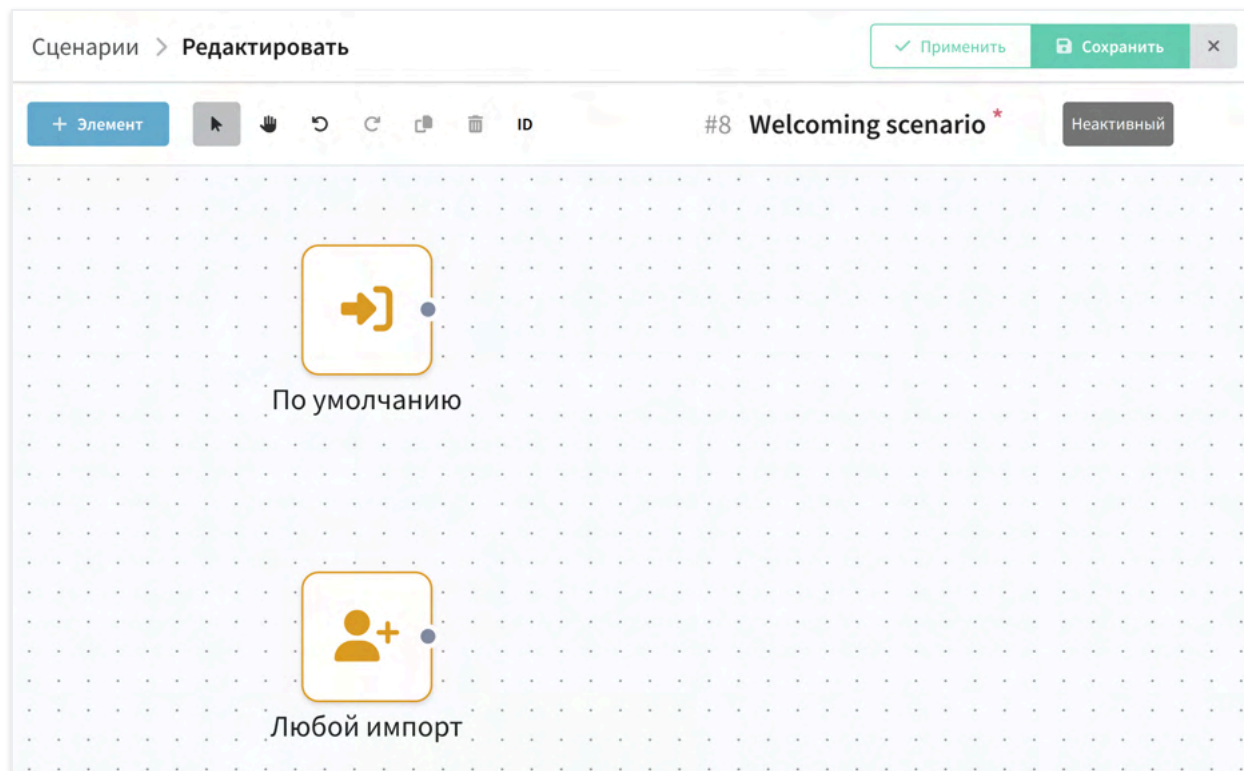 Сценарии > Редактировать
Применить
Сохранить
+ Элемент
ID
#8 Welcoming scenario *
Неактивный
По умолчанию
Любой импорт